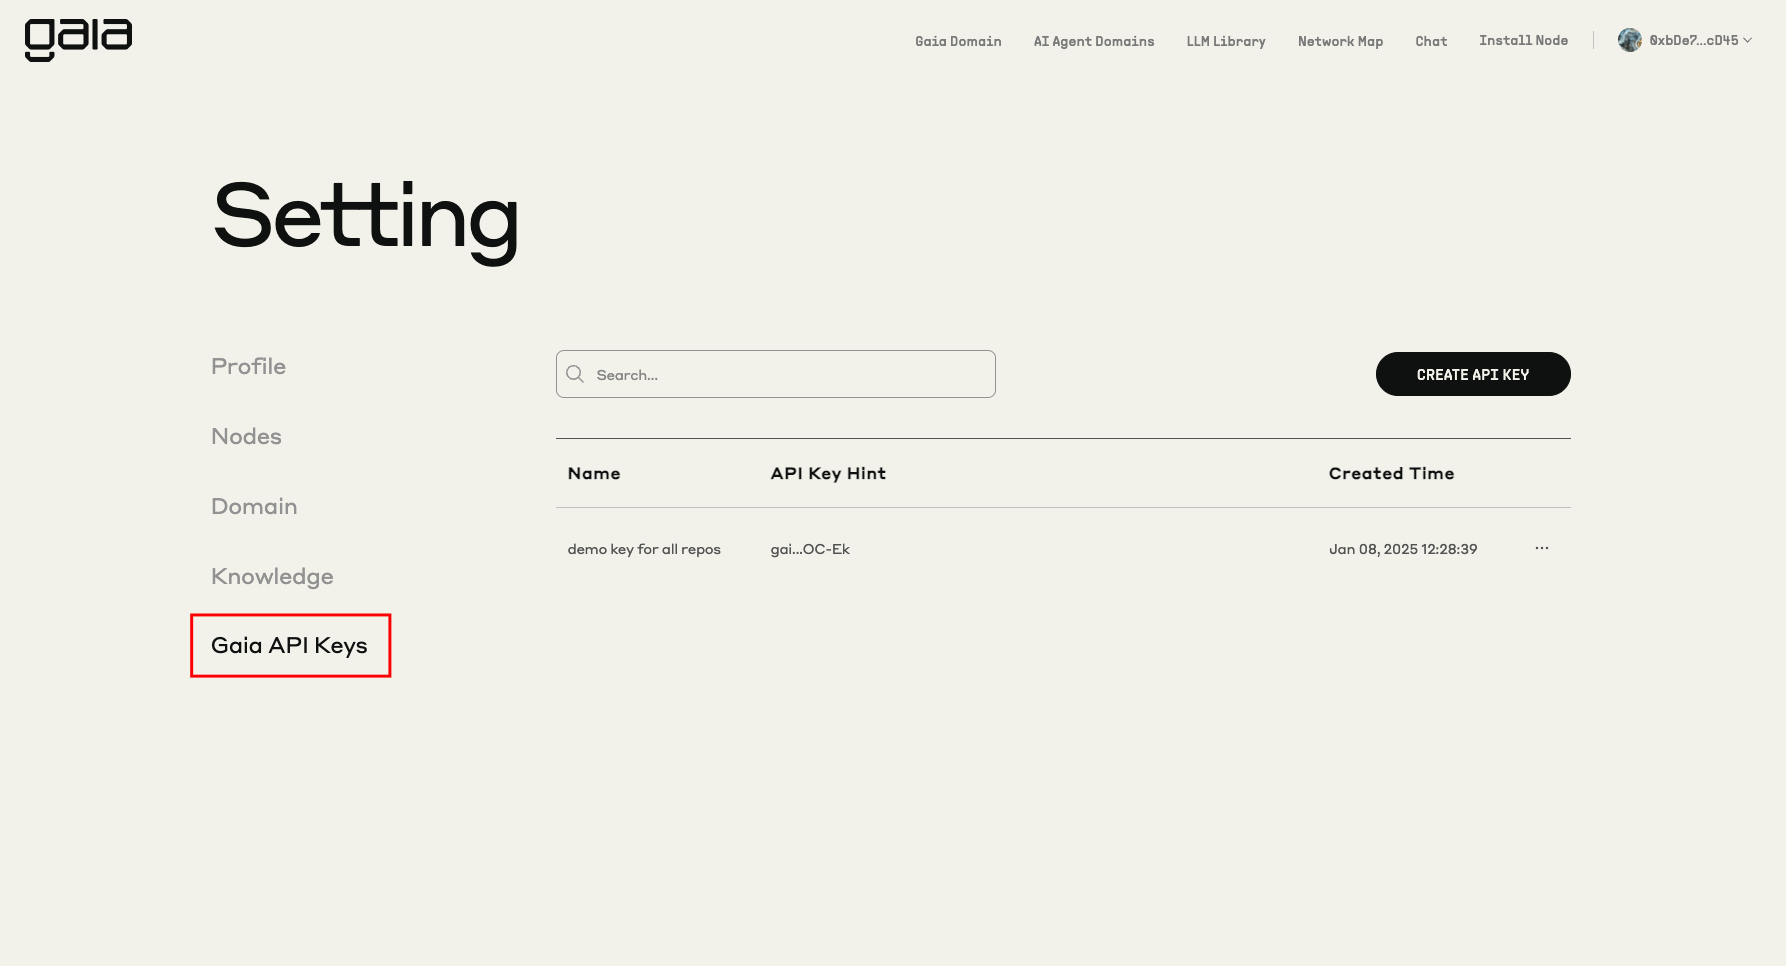 gaia
Gaia Domain
AI Agent Domains
LLM Library
Network Map
Chat
Install Node
0xbDe7...cD45
Setting
Profile
Nodes
Domain
Knowledge
Gaia API Keys
Search...
CREATE API KEY
Name API Key Hint Created Time
demo key for all repos gai...OC-Ek Jan 08, 2025 12:28:39 ...